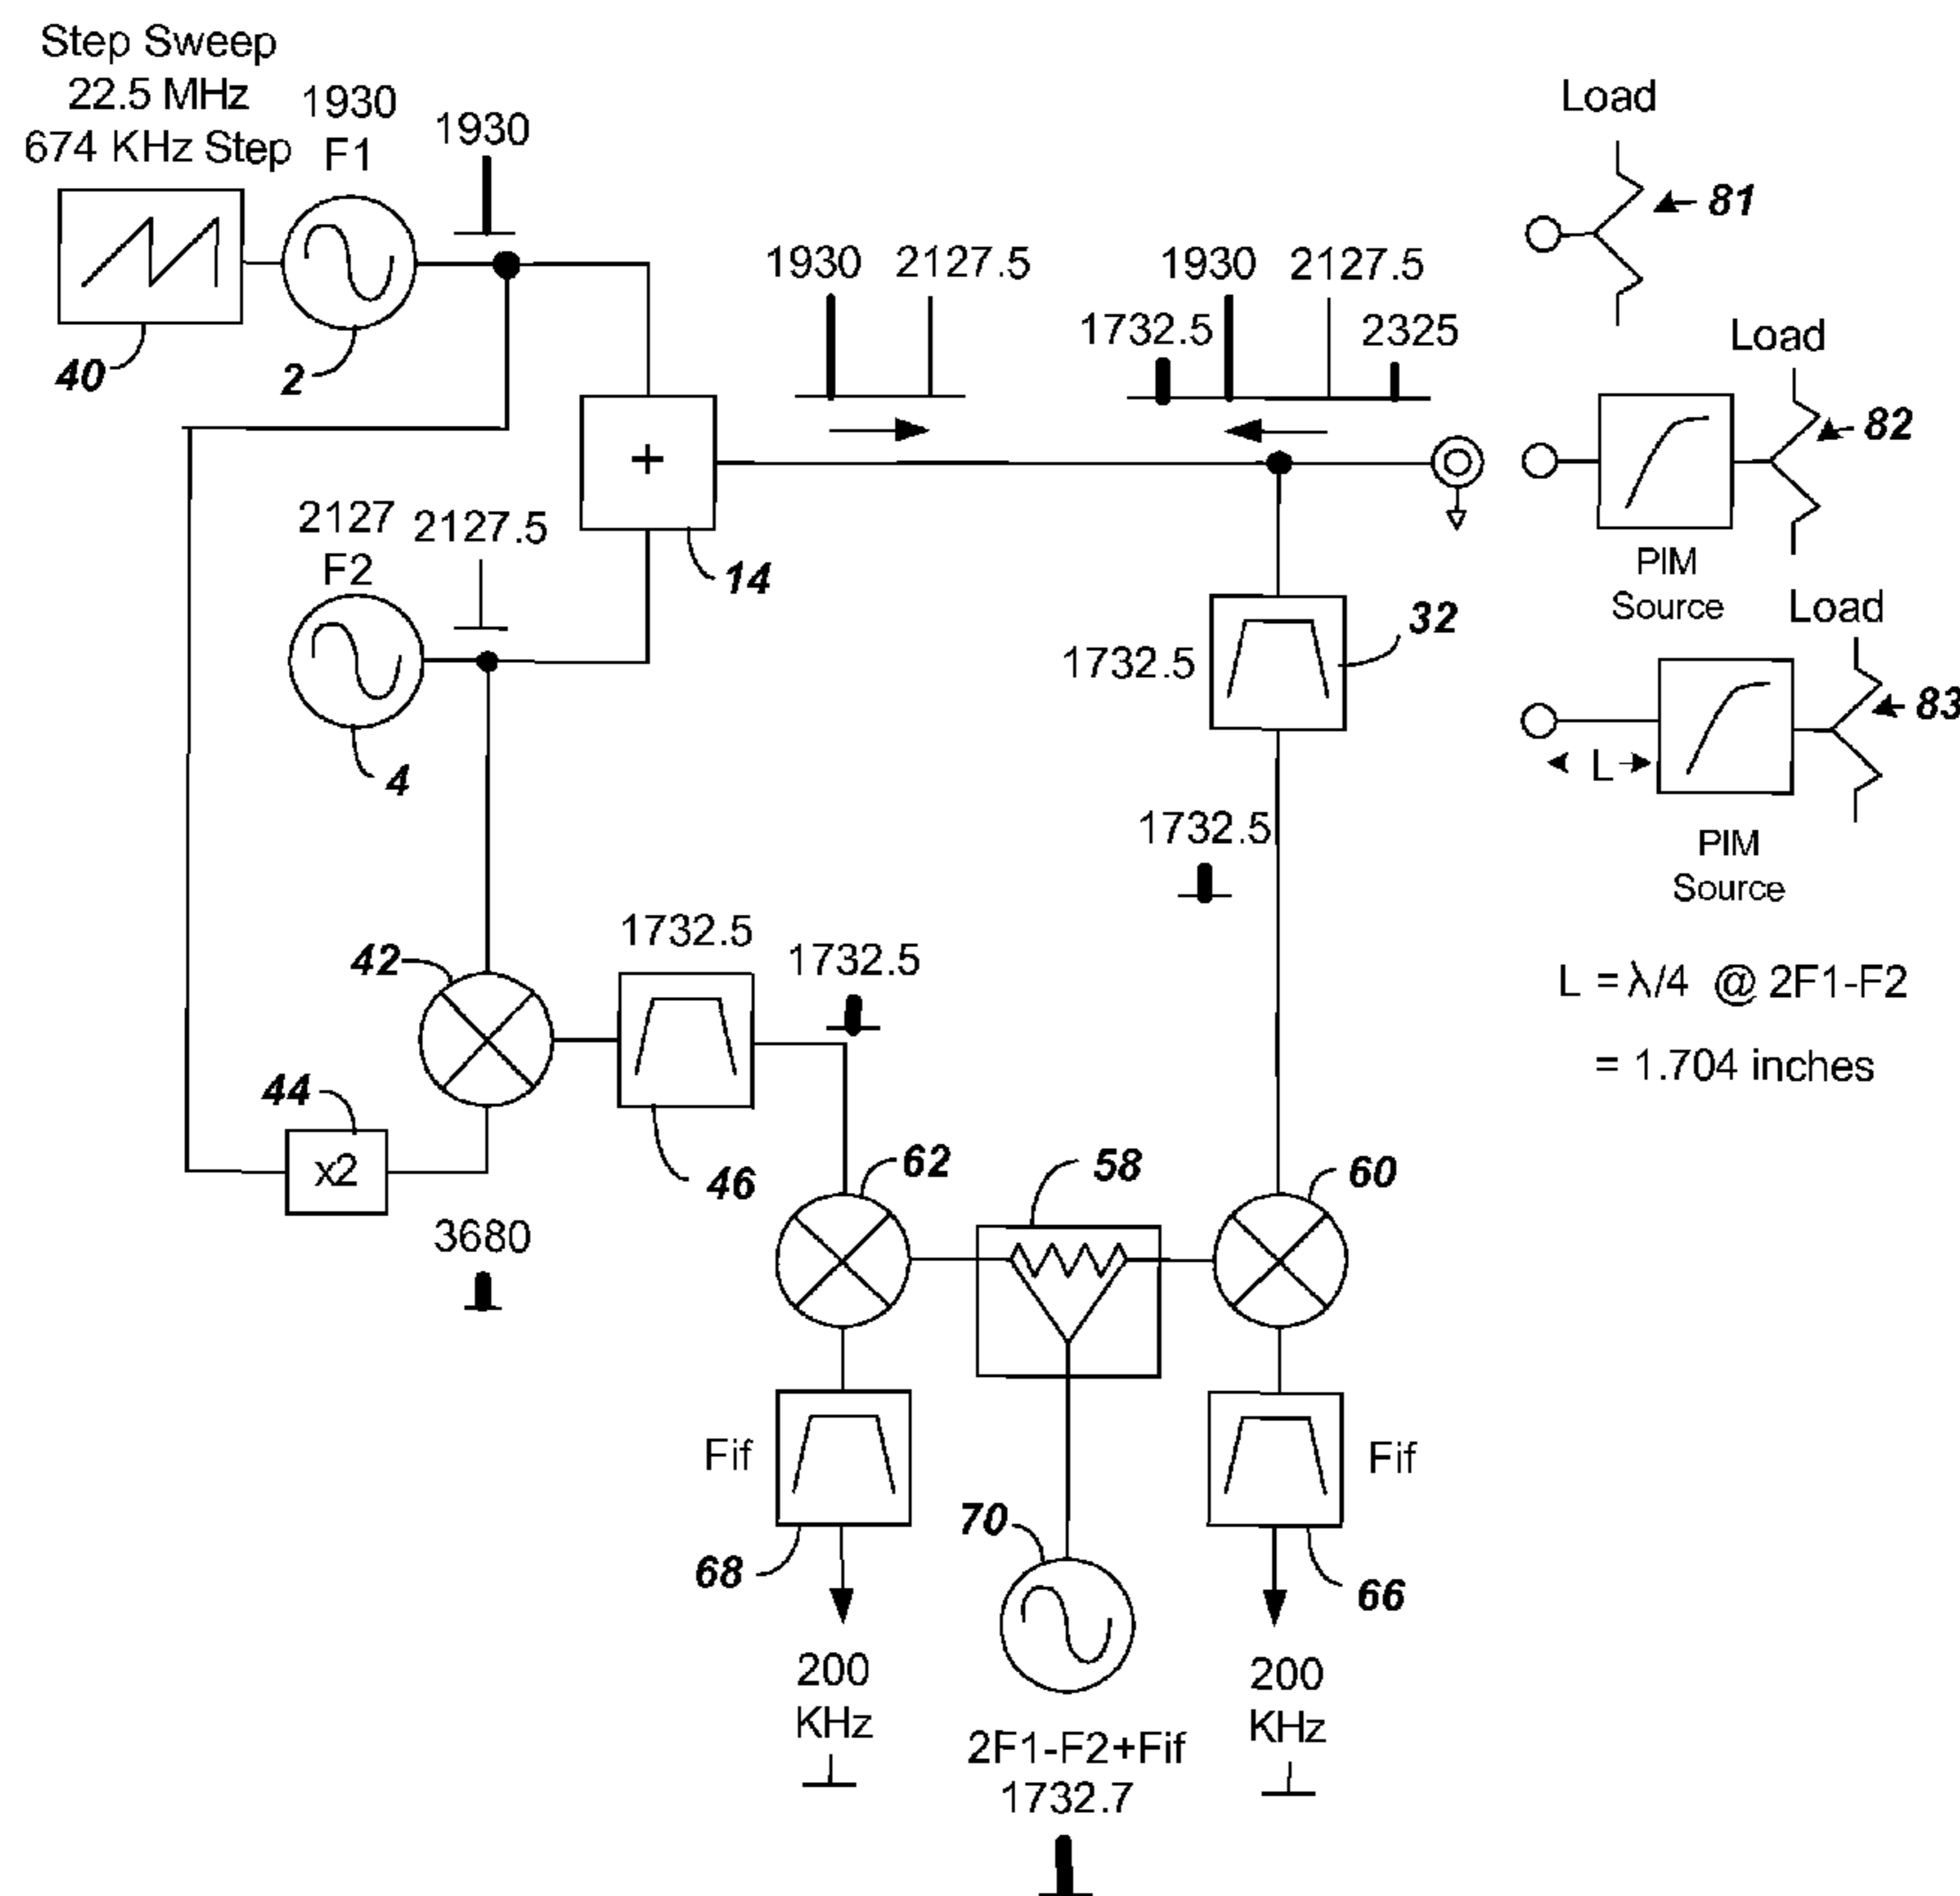 Step Sweep
22.5 MHz
674 KHz Step
1930
F1
1930
40
2
1930
2127.5
1930
2127.5
1732.5
2325
Load
81
Load
82
PIM
Source
+
14
2127
F2
2127.5
4
1732.5
32
Load
83
L
PIM
Source
1732.5
L = λ/4 @ 2F1-F2
= 1.704 inches
42
1732.5
1732.5
46
44
x2
3680
62
58
60
Fif
Fif
68
70
66
200
KHz
200
KHz
2F1-F2+Fif
1732.7